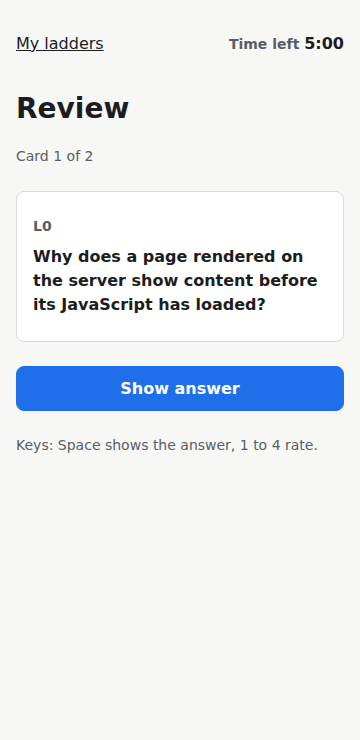 My ladders
Time left 5:00
Review
Card 1 of 2
L0
Why does a page rendered on
the server show content before
its JavaScript has loaded?
Show answer
Keys: Space shows the answer, 1 to 4 rate.